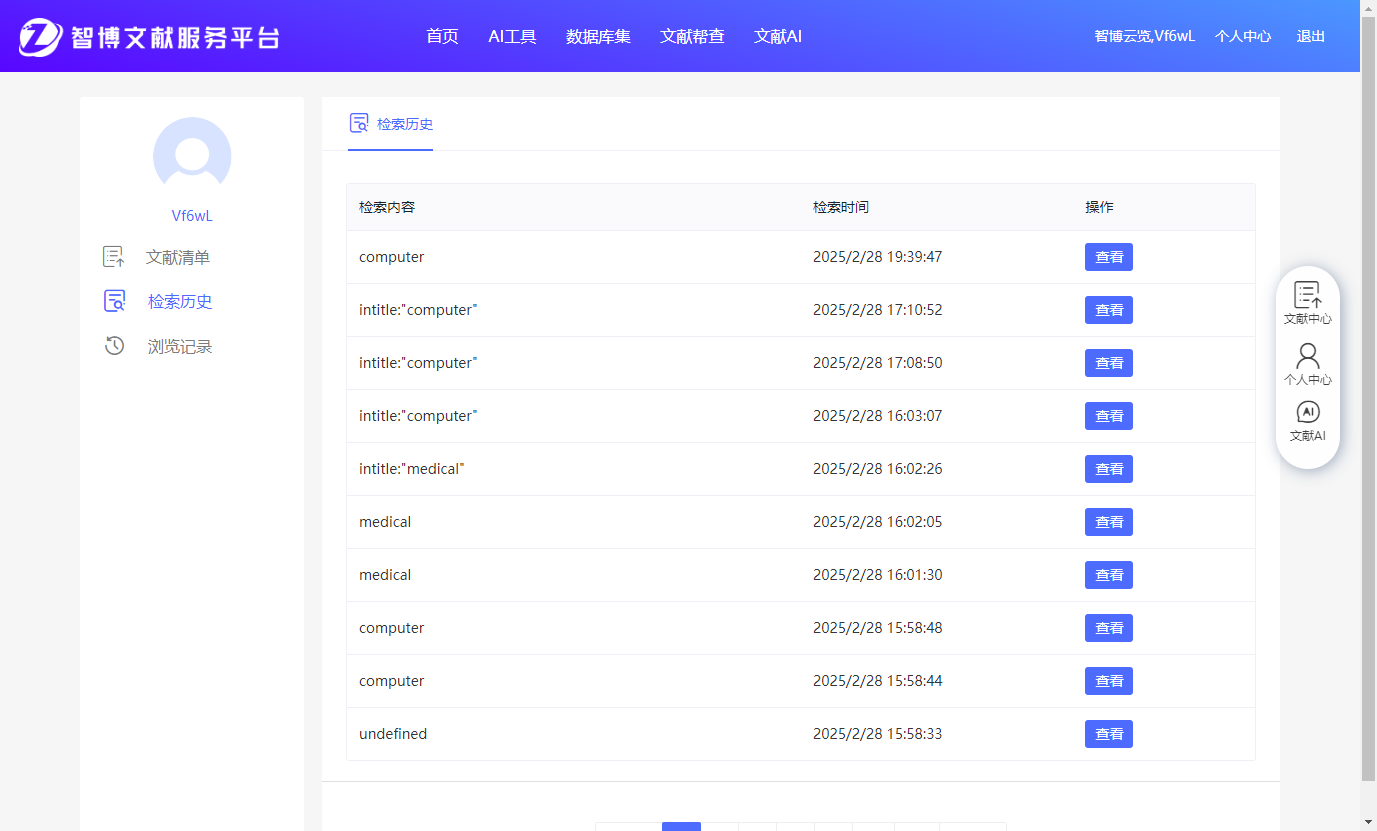 智博文献服务平台
首页 AI工具 数据库集 文献帮查 文献AI
智博云览,Vf6wL 个人中心 退出
Vf6wL
文献清单
检索历史
浏览记录
检索历史
检索内容 检索时间 操作
computer 2025/2/28 19:39:47 查看
intitle:"computer" 2025/2/28 17:10:52 查看
intitle:"computer" 2025/2/28 17:08:50 查看
intitle:"computer" 2025/2/28 16:03:07 查看
intitle:"medical" 2025/2/28 16:02:26 查看
medical 2025/2/28 16:02:05 查看
medical 2025/2/28 16:01:30 查看
computer 2025/2/28 15:58:48 查看
computer 2025/2/28 15:58:44 查看
undefined 2025/2/28 15:58:33 查看
文献中心
个人中心
AI
文献AI